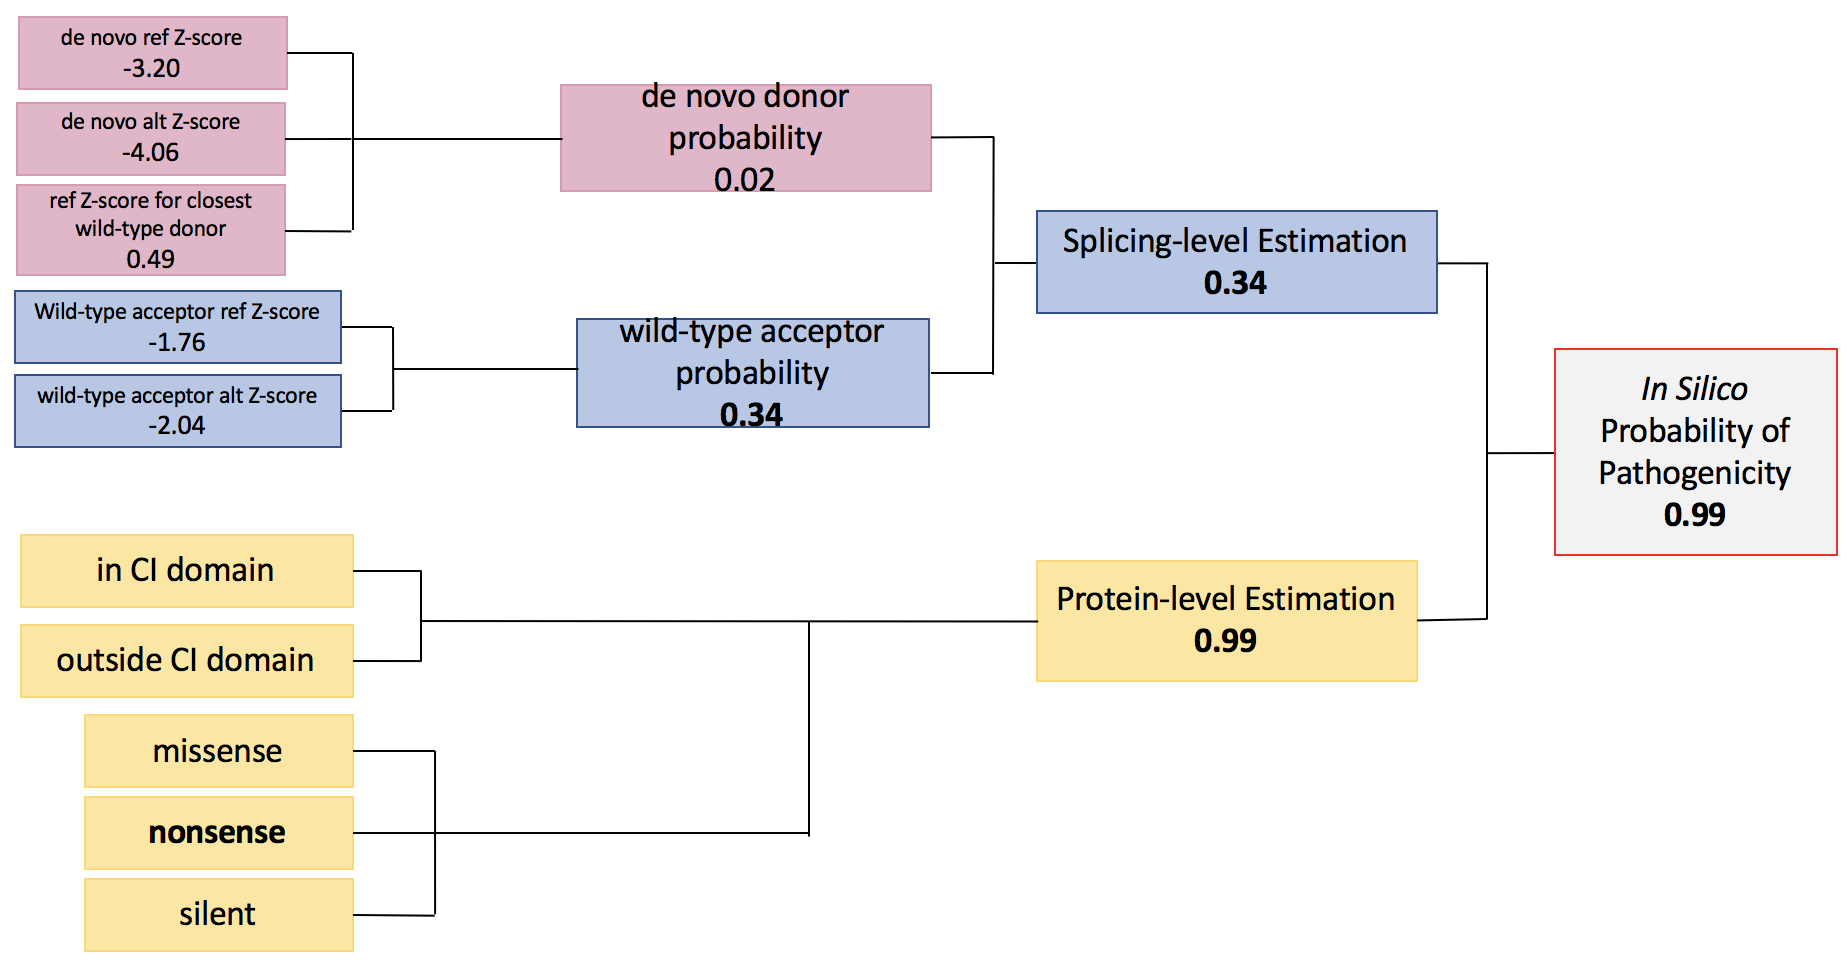 de novo ref Z-score
-3.20
de novo alt Z-score
-4.06
ref Z-score for closest
wild-type donor
0.49
Wild-type acceptor ref Z-score
-1.76
wild-type acceptor alt Z-score
-2.04
de novo donor
probability
0.02
wild-type acceptor
probability
0.34
Splicing-level Estimation
0.34
in CI domain
outside CI domain
missense
nonsense
silent
Protein-level Estimation
0.99
In Silico
Probability of
Pathogenicity
0.99